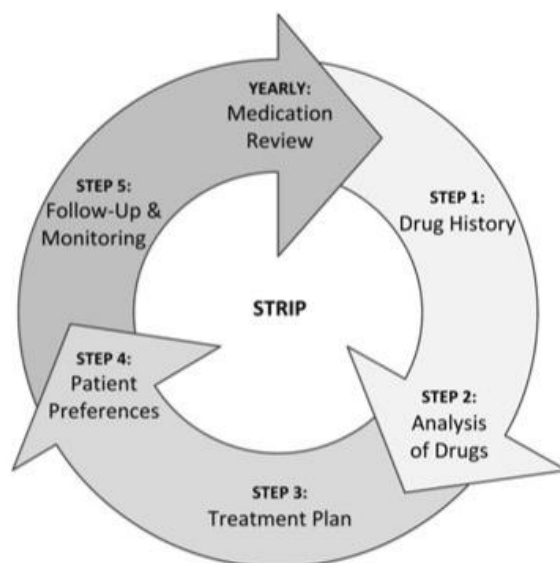 YEARLY:
Medication
Review
STEP 1:
Drug History
STEP 2:
Analysis
of Drugs
STEP 3:
Treatment Plan
STEP 4:
Patient
Preferences
STEP 5:
Follow-Up &
Monitoring
STRIP